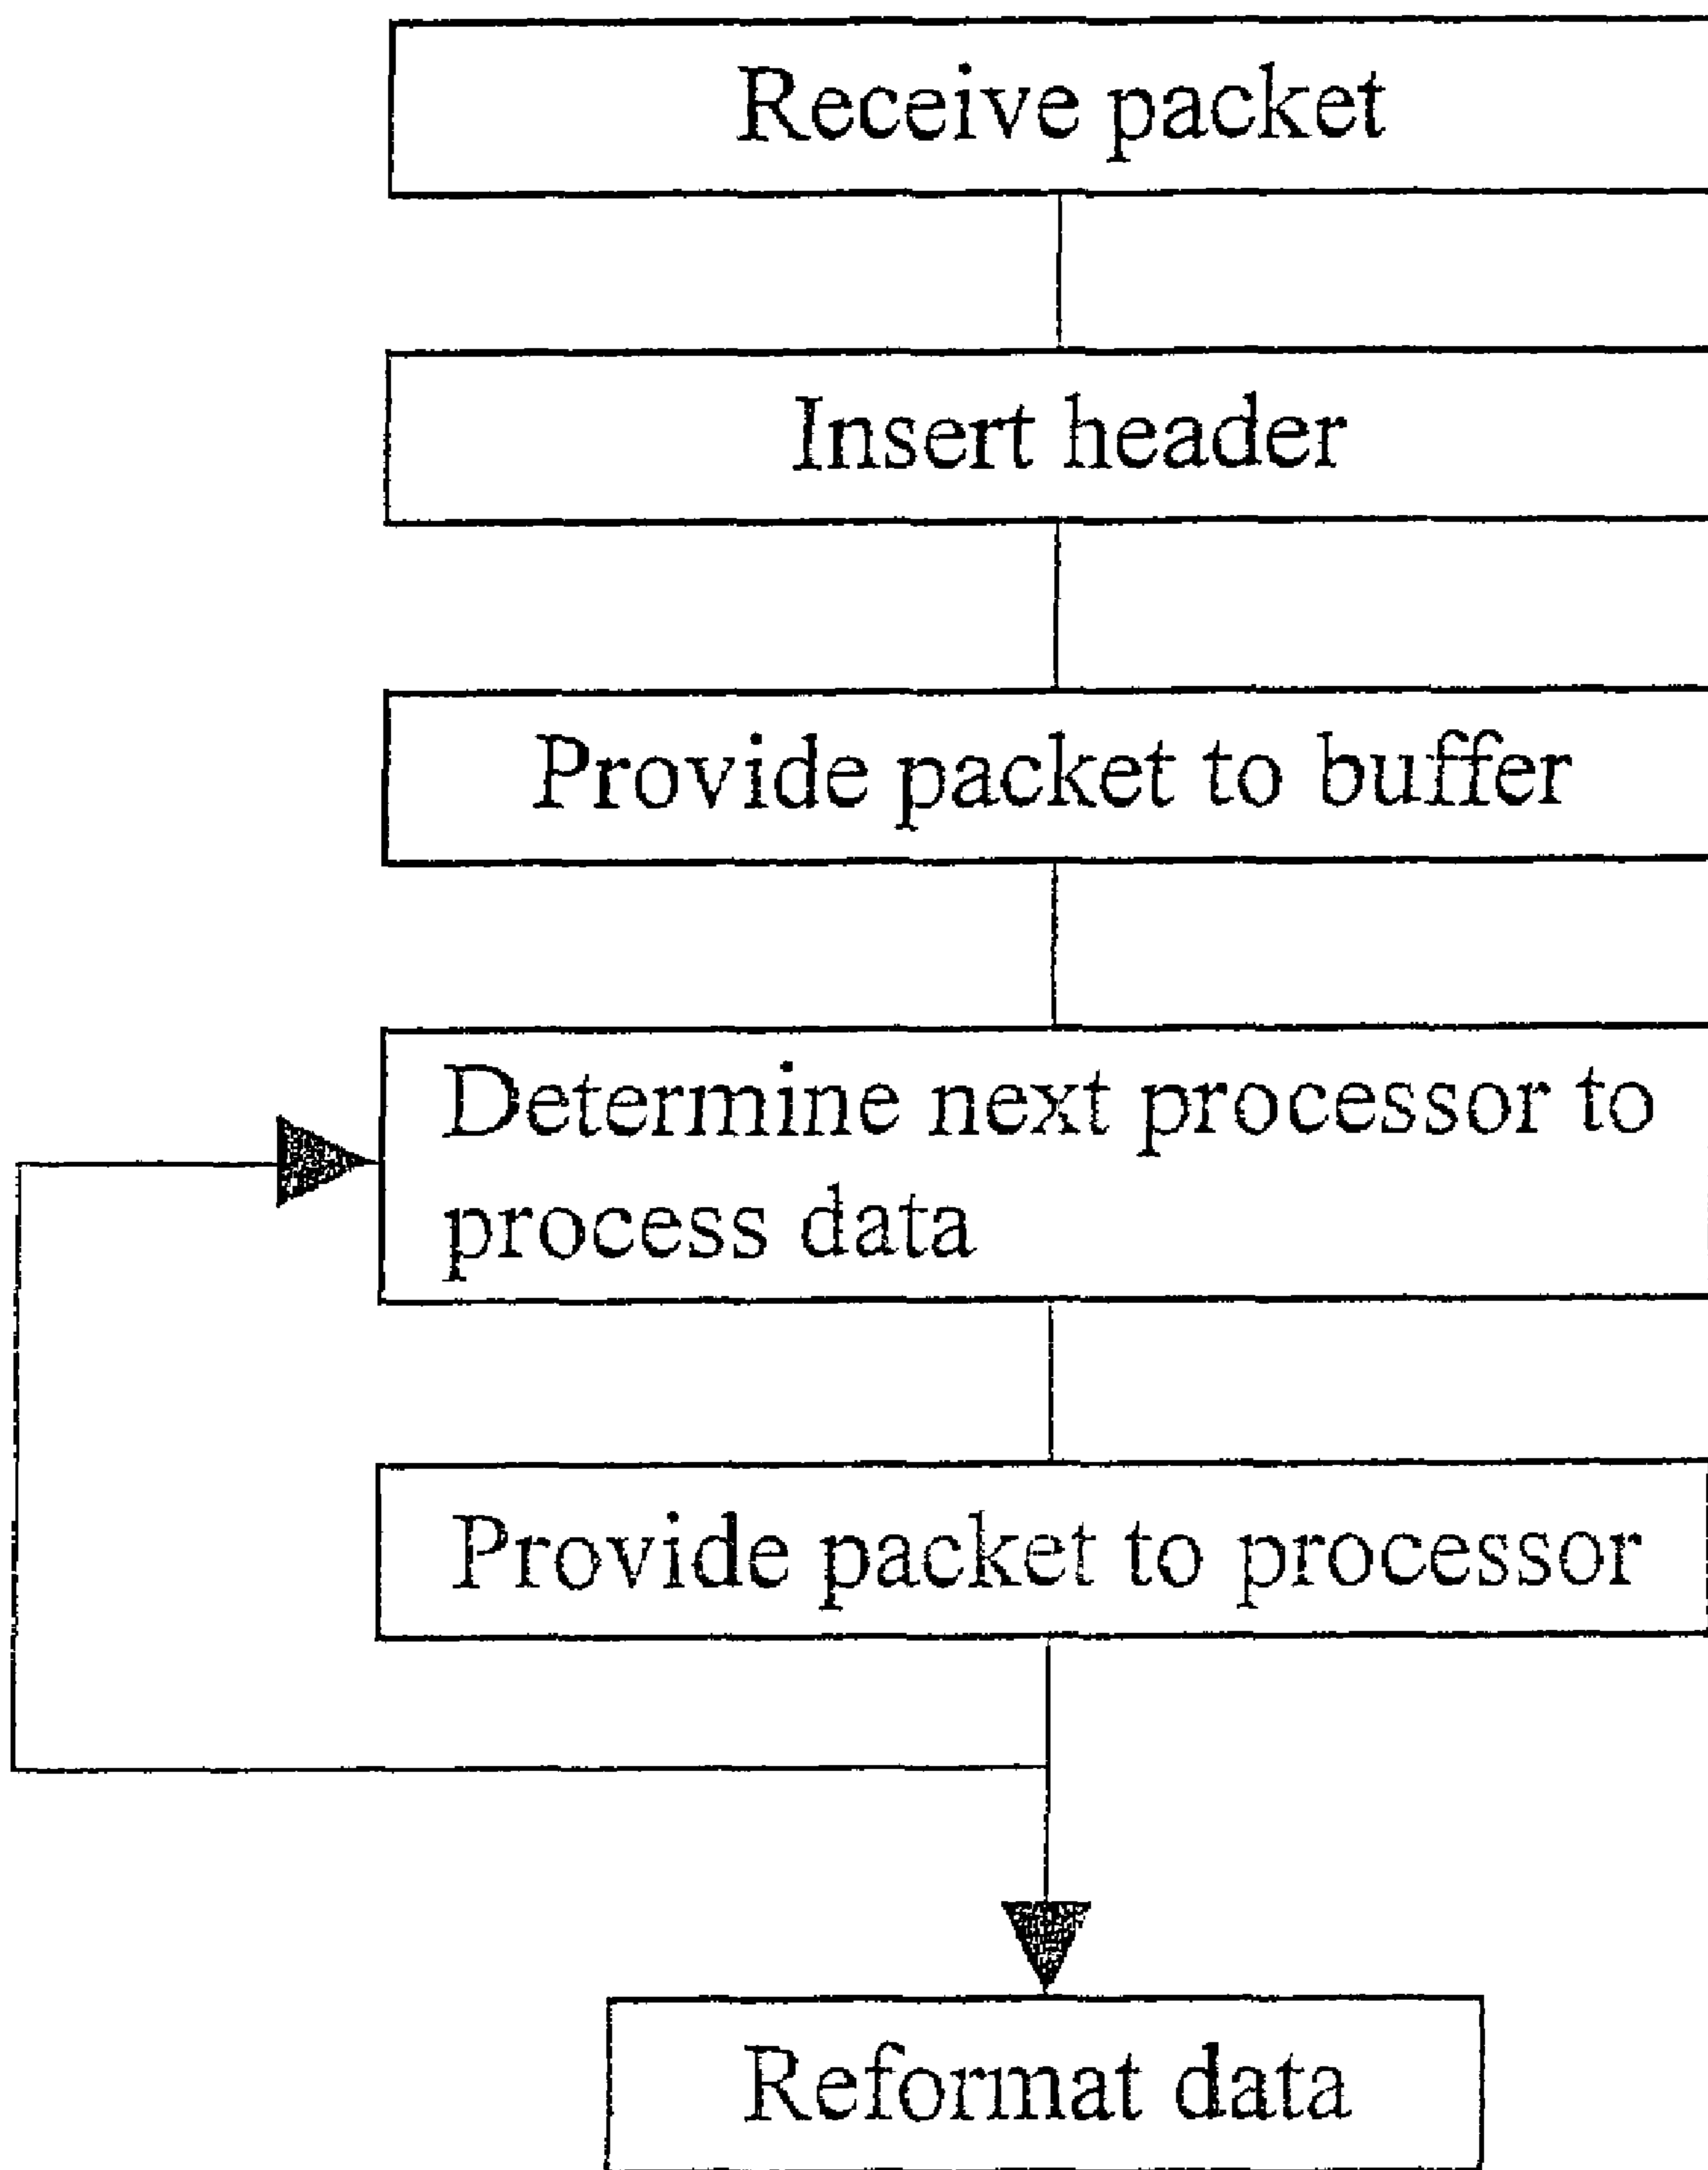 Receive packet
Insert header
Provide packet to buffer
Determine next processor to
process data
Provide packet to processor
Reformat data